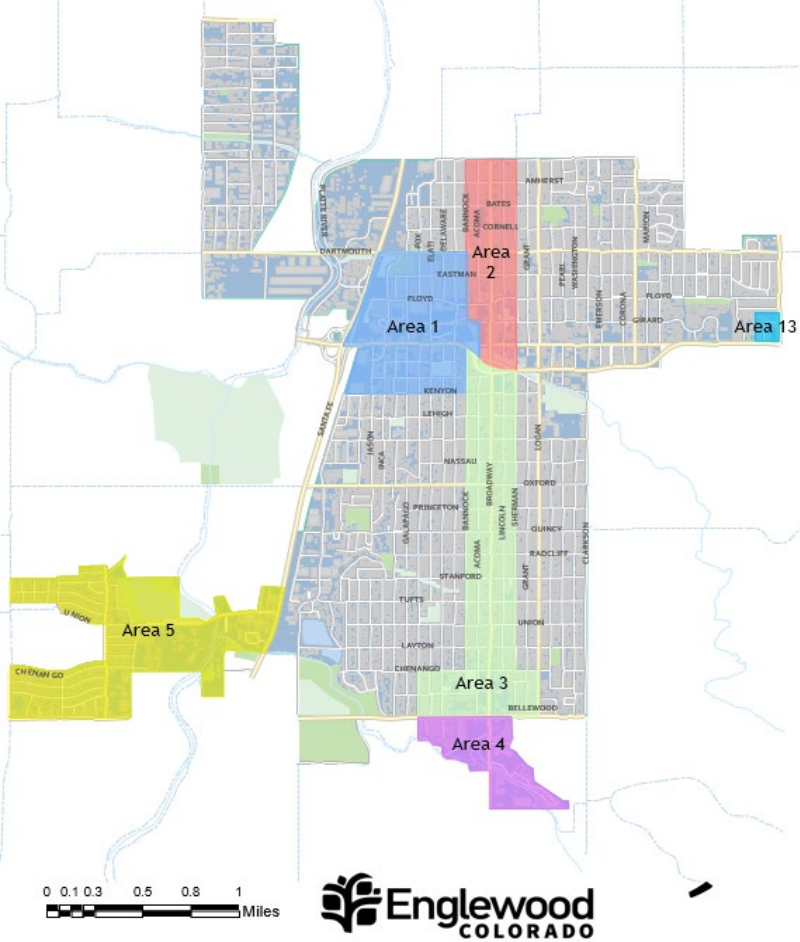 AMHERST
PLATTE RIVER
BANNOCK
ACOMA
BATES
DELAWARE
FOX
ELATI
CORNELL
GRANT
MARION
DARTMOUTH
Area
2
PEARL
WASHINGTON
EASTMAN
FLOYD
EMERSON
CORONA
FLOYD
GIRARD
Area 1
Area 13
KENYON
LEHIGH
SANTA FE
JASON
INCA
LOGAN
NASSAU
BROADWAY
OXFORD
GALAPAGO
PRINCETON
BANNOCK
LINCOLN
SHERMAN
QUINCY
CLARKSON
ACOMA
RADCLIFF
STANFORD
GRANT
TUFTS
UNION
Area 5
UNION
LAYTON
CHENANGO
CHENANGO
Area 3
BELLEWOOD
Area 4
0 0.1 0.3 0.5 0.8 1
Miles
Englewood
COLORADO